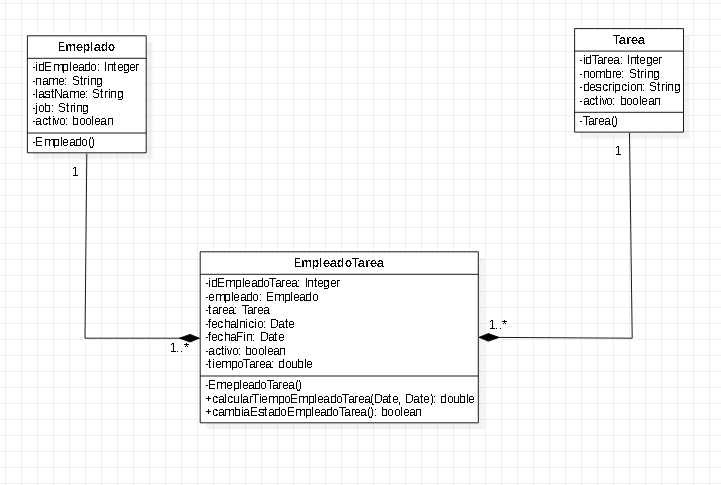 Emeplado
-idEmpleado: Integer
-name: String
-lastName: String
-job: String
-activo: boolean
-Empleado()
1
Tarea
-idTarea: Integer
-nombre: String
-descripcion: String
-activo: boolean
-Tarea()
1
EmpleadoTarea
-idEmpleadoTarea: Integer
-empleado: Empleado
-tarea: Tarea
-fechaInicio: Date
-fechaFin: Date
-activo: boolean
-tiempoTarea: double
-EmepleadoTarea()
+calcularTiempoEmpleadoTarea(Date, Date): double
+cambiaEstadoEmpleadoTarea(): boolean
1..*
1..*